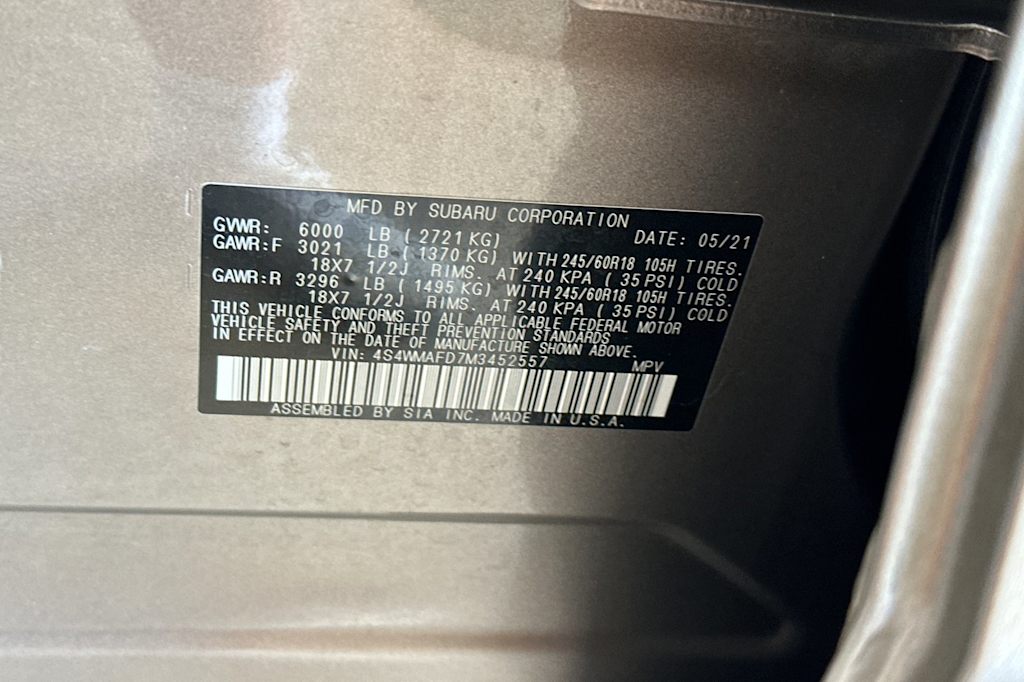 MFD BY SUBARU CORPORATION
GVWR: 6000 LB ( 2721 KG) DATE: 05/21
GAWR:F 3021 LB ( 1370 KG) WITH 245/60R18 105H TIRES.
18X7 1/2J RIMS. AT 240 KPA ( 35 PSI) COLD
GAWR:R 3296 LB ( 1495 KG) WITH 245/60R18 105H TIRES.
18X7 1/2J RIMS. AT 240 KPA ( 35 PSI) COLD
THIS VEHICLE CONFORMS TO ALL APPLICABLE FEDERAL MOTOR
VEHICLE SAFETY AND THEFT PREVENTION STANDARDS
IN EFFECT ON THE DATE OF MANUFACTURE SHOWN ABOVE.
VIN: 4S4WMAFD7M3452557 MPV
ASSEMBLED BY SIA INC. MADE IN U.S.A.